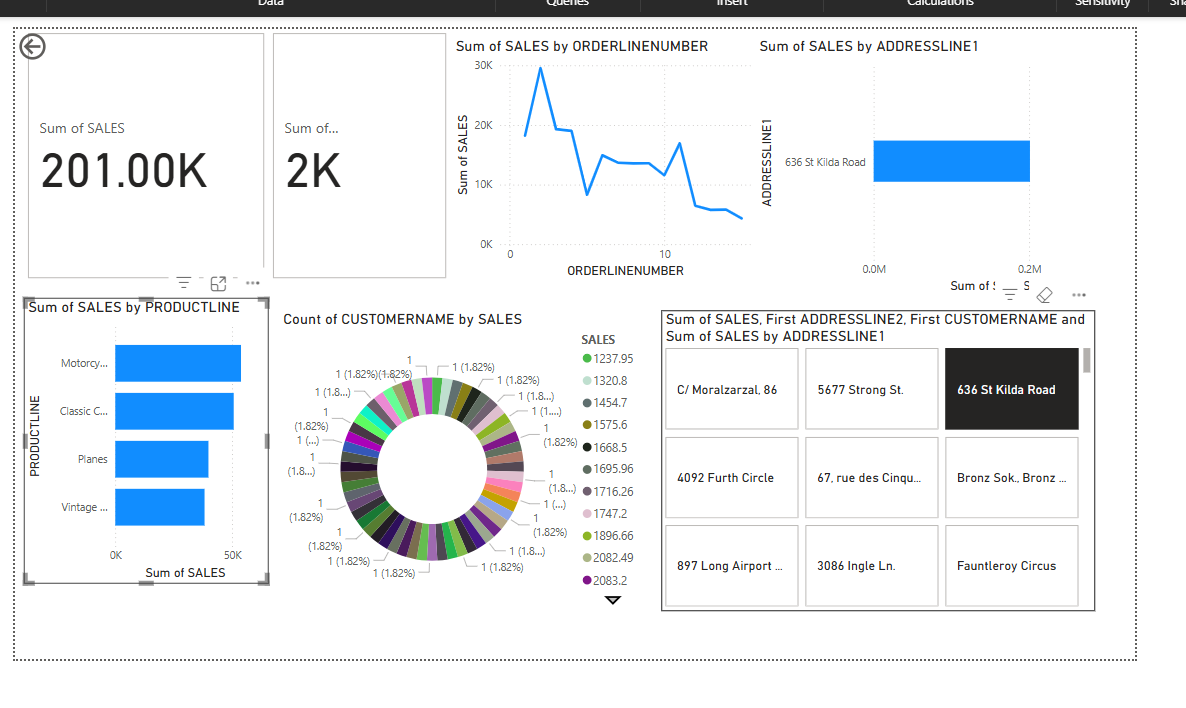 Data
Queries
Insert
Calculations
Sensitivity
Sum of SALES
201.00K
Sum of...
2K
Sum of SALES by ORDERLINENUMBER
Sum of SALES
30K
20K
10K
0K
0
10
ORDERLINENUMBER
Sum of SALES by ADDRESSLINE1
ADDRESSLINE1
636 St Kilda Road
0.0M
0.2M
Sum of
S
Sum of SALES by PRODUCTLINE
PRODUCTLINE
Motorcy...
Classic C...
Planes
Vintage ...
0K
50K
Sum of SALES
Count of CUSTOMERNAME by SALES
1
1 (1.82%)
1 (1.82%)
1 (1.8...)
1 (1....)
1
(1.82%)
1
(1.8...)
1 (...)
1
(1.82%)
1 (1.8...)
1 (1.82%)
1 (1.82%)
1 (1.82%)
1
(1.82%)
1
(1.82%)
1
(1.8...)
1 (...)
1
(1.82%)
1 (1.8...)
1 (1.82%)
(1.82%)
SALES
1237.95
1320.8
1454.7
1575.6
1668.5
1695.96
1716.26
1747.2
1896.66
2082.49
2083.2
Sum of SALES, First ADDRESSLINE2, First CUSTOMERNAME and
Sum of SALES by ADDRESSLINE1
C/ Moralzarzal, 86
5677 Strong St.
636 St Kilda Road
4092 Furth Circle
67, rue des Cinqu...
Bronz Sok., Bronz ...
897 Long Airport ...
3086 Ingle Ln.
Fauntleroy Circus